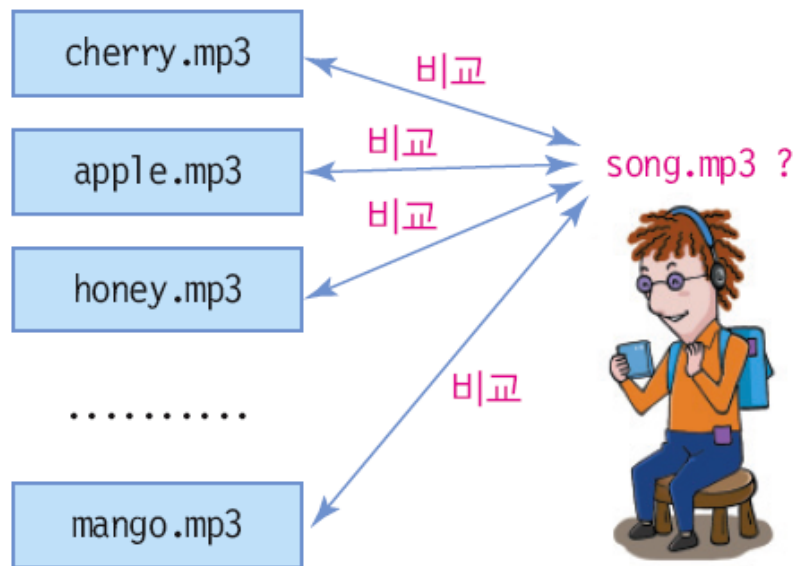 cherry.mp3
비교
apple.mp3
비교
song.mp3 ?
비교
honey.mp3
비교
..........
mango.mp3